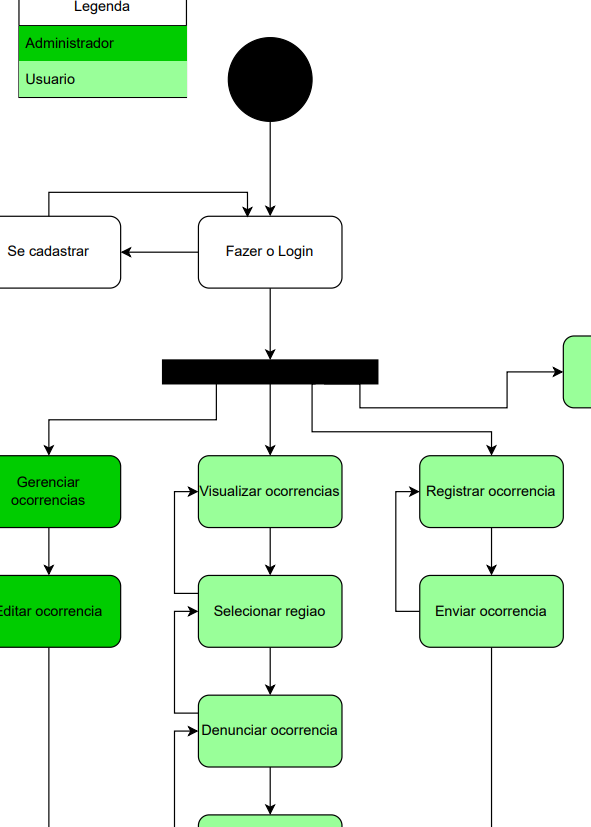 Legenda
Administrador
Usuario
Se cadastrar
Fazer o Login
Gerenciar
ocorrencias
Visualizar ocorrencias
Registrar ocorrencia
Editar ocorrencia
Selecionar regiao
Enviar ocorrencia
Denunciar ocorrencia